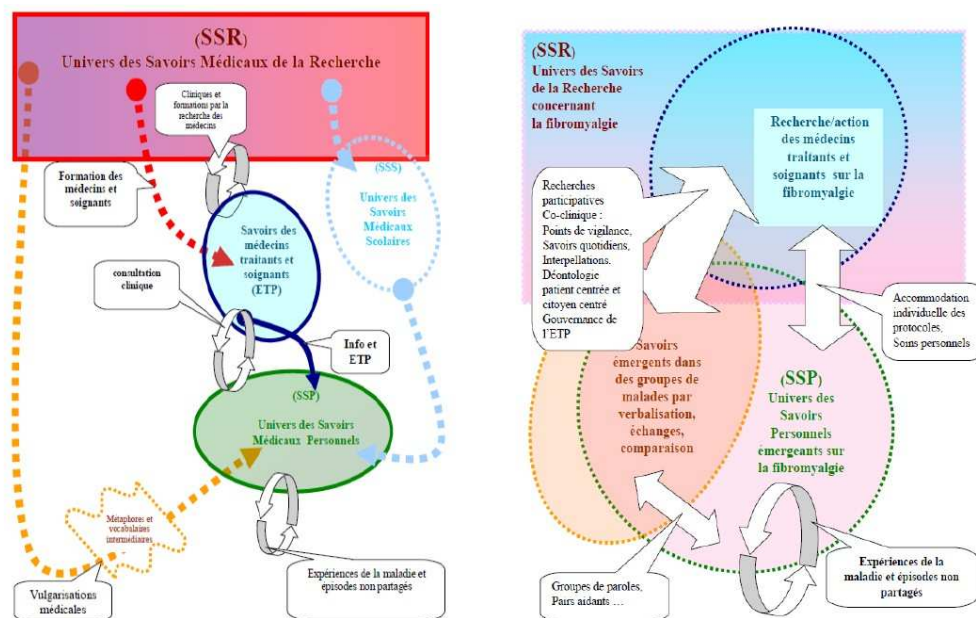 (SSR)
Univers des Savoirs Médicaux de la Recherche
Cliniques et
formations par la
recherche des
médecins
Formation des
médecins et
soignants
(SSS)
Univers des
Savoirs
Médicaux
Scolaires
Savoirs des
médecins
traitants et
soignants
(ETP)
consultation
clinique
Info et
ETP
(SSP)
Univers des Savoirs
Médicaux Personnels
Métaphores et
vocabulaires
intermédiaires
..
Vulgarisations
médicales
Expériences de la maladie et
épisodes non partagés
(SSR)
Univers des Savoirs
de la Recherche
concernant
la fibromyalgie
Recherche/action
des médecins
traitants et
soignants sur la
fibromyalgie
Recherches
participatives
Co-clinique :
Points de vigilance,
Savoirs quotidiens,
Interpellations.
Déontologie
patient centrée et
citoyen centré
Gouvernance de
l'ETP
Accommodation
individuelle des
protocoles,
Soins personnels
Savoirs
émergents dans
des groupes de
malades par
verbalisation,
échanges,
comparaison
(SSP)
Univers des
Savoirs
Personnels
émergeants sur
la fibromyalgie
Groupes de paroles,
Pairs aidants …
Expériences de la
maladie et épisodes non
partagés